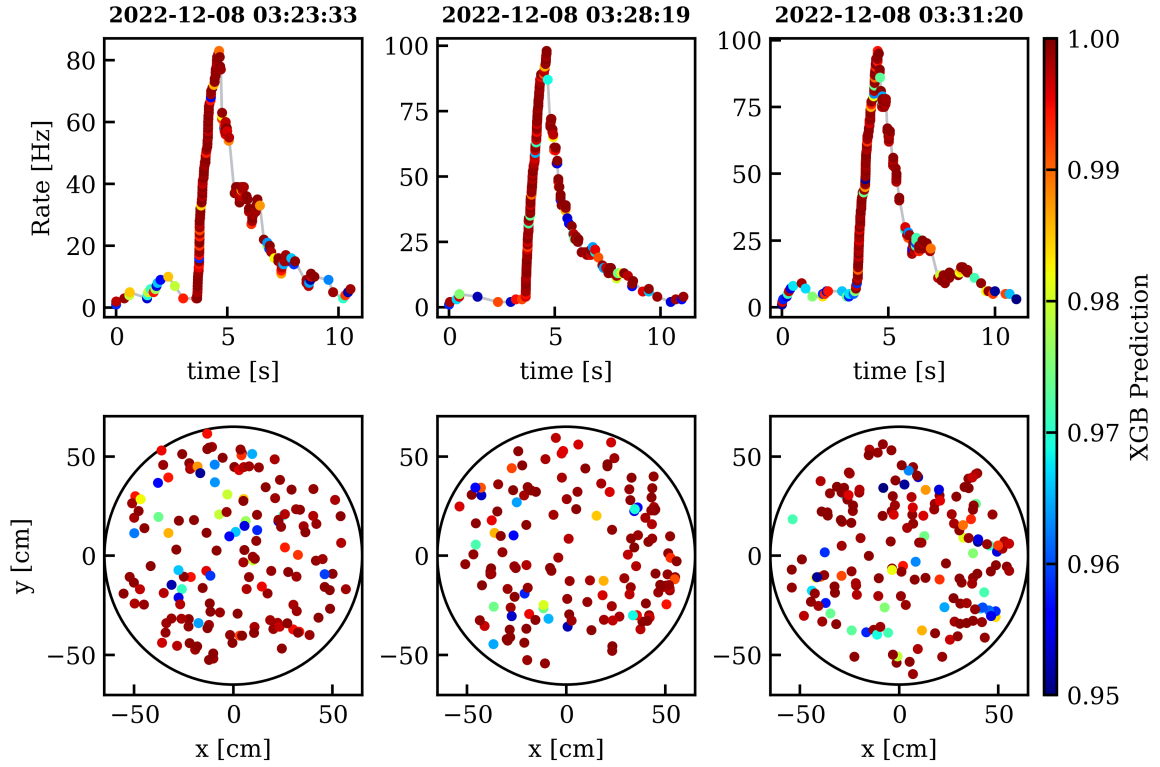 2022-12-08 03:23:33
2022-12-08 03:28:19
2022-12-08 03:31:20
Rate [Hz]
80
60
40
20
0
0 5 10
time [s]
100
75
50
25
0
0 5 10
time [s]
100
75
50
25
0
0 5 10
time [s]
y [cm]
50
0
−50
−50 0 50
x [cm]
−50 0 50
x [cm]
50
0
−50
−50 0 50
x [cm]
50
0
−50
1.00
0.99
0.98
0.97
0.96
0.95
XGB Prediction